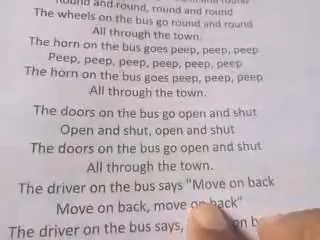 Round and round, round and round
The wheels on the bus go round and round
All through the town.
The horn on the bus goes peep, peep, peep
Peep, peep, peep, peep, peep, peep
The horn on the bus goes peep, peep, peep
All through the town.
The doors on the bus go open and shut
Open and shut, open and shut
The doors on the bus go open and shut
All through the town.
The driver on the bus says "Move on back
Move on back, move on back"
The driver on the bus says, on